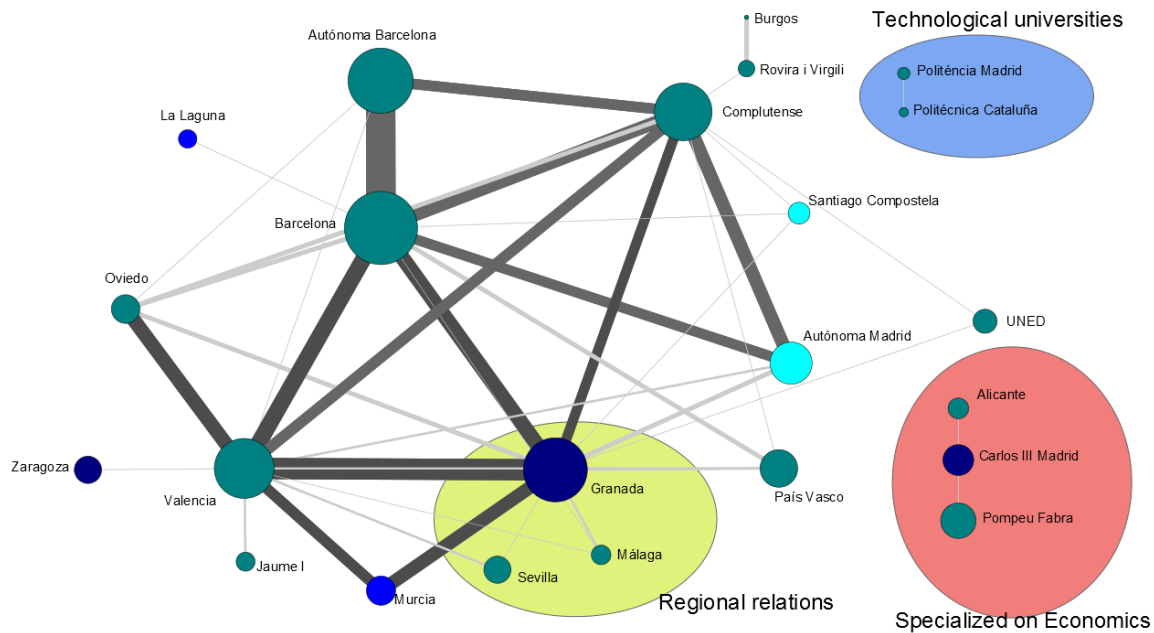 Burgos
Technological universities
Autónoma Barcelona
Rovira i Virgili
Politéncia Madrid
Complutense
Politécnica Cataluña
La Laguna
Santiago Compostela
Barcelona
Oviedo
UNED
Autónoma Madrid
Alicante
Carlos III Madrid
Zaragoza
Granada
País Vasco
Valencia
Pompeu Fabra
Málaga
Jaume I
Sevilla
Murcia
Regional relations
Specialized on Economics